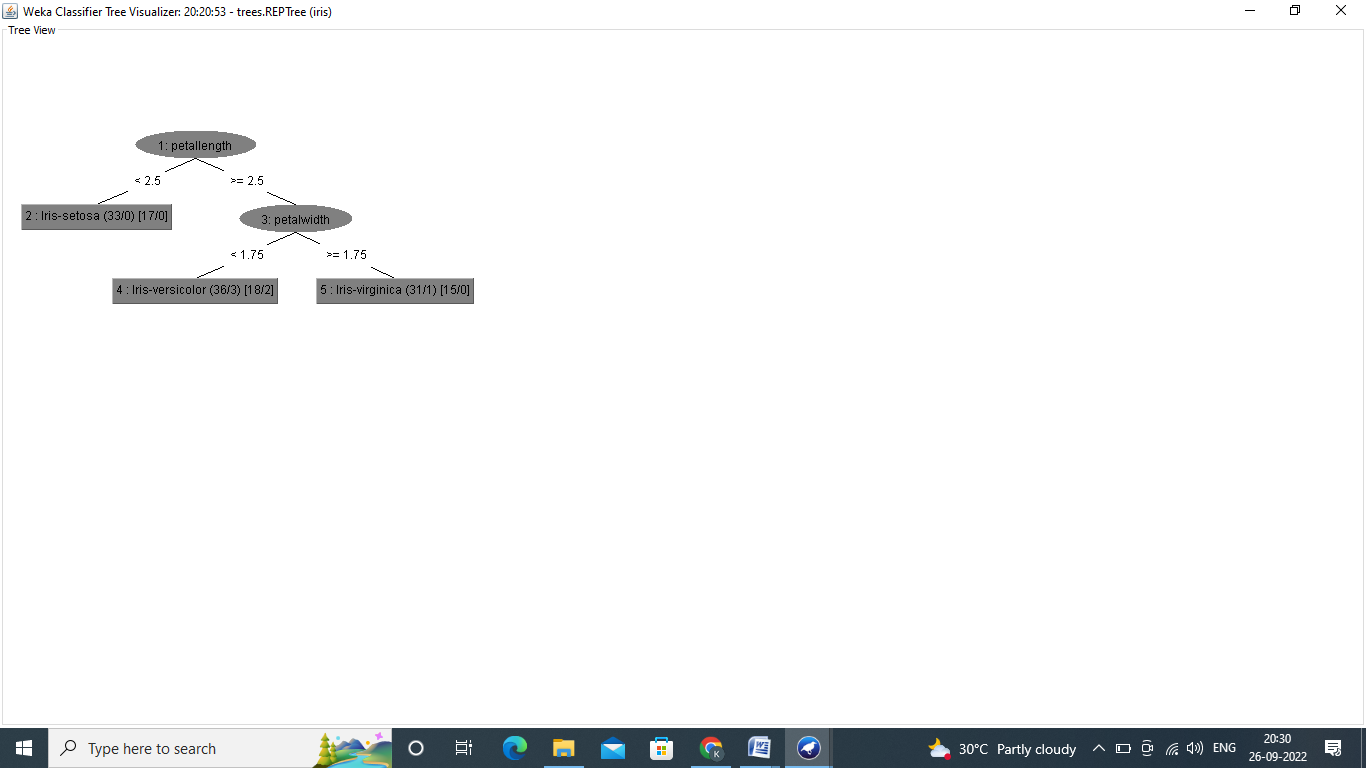 Weka Classifier Tree Visualizer: 20:20:53 - trees.REPTree (iris)
Tree View
1: petallength
< 2.5
>= 2.5
2 : Iris-setosa (33/0) [17/0]
3: petalwidth
< 1.75
>= 1.75
4 : Iris-versicolor (36/3) [18/2]
5 : Iris-virginica (31/1) [15/0]
Type here to search
K
W
30°C Partly cloudy
ENG
20:30
26-09-2022